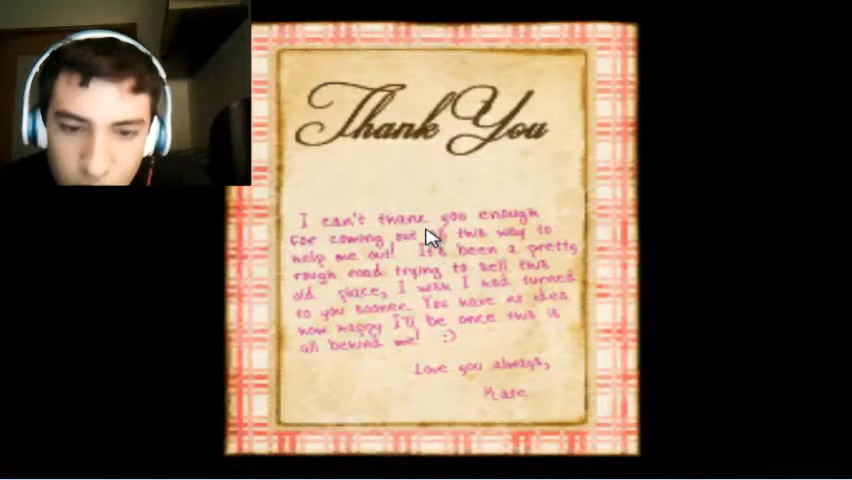 Thank You
I can't thank you enough
for coming out all this way to
help me out! It's been a pretty
rough road trying to sell this
old place, I wish I had turned
to you sooner. You have no idea
how happy I'll be once this is
all behind me! :)
Love you always,
Kate